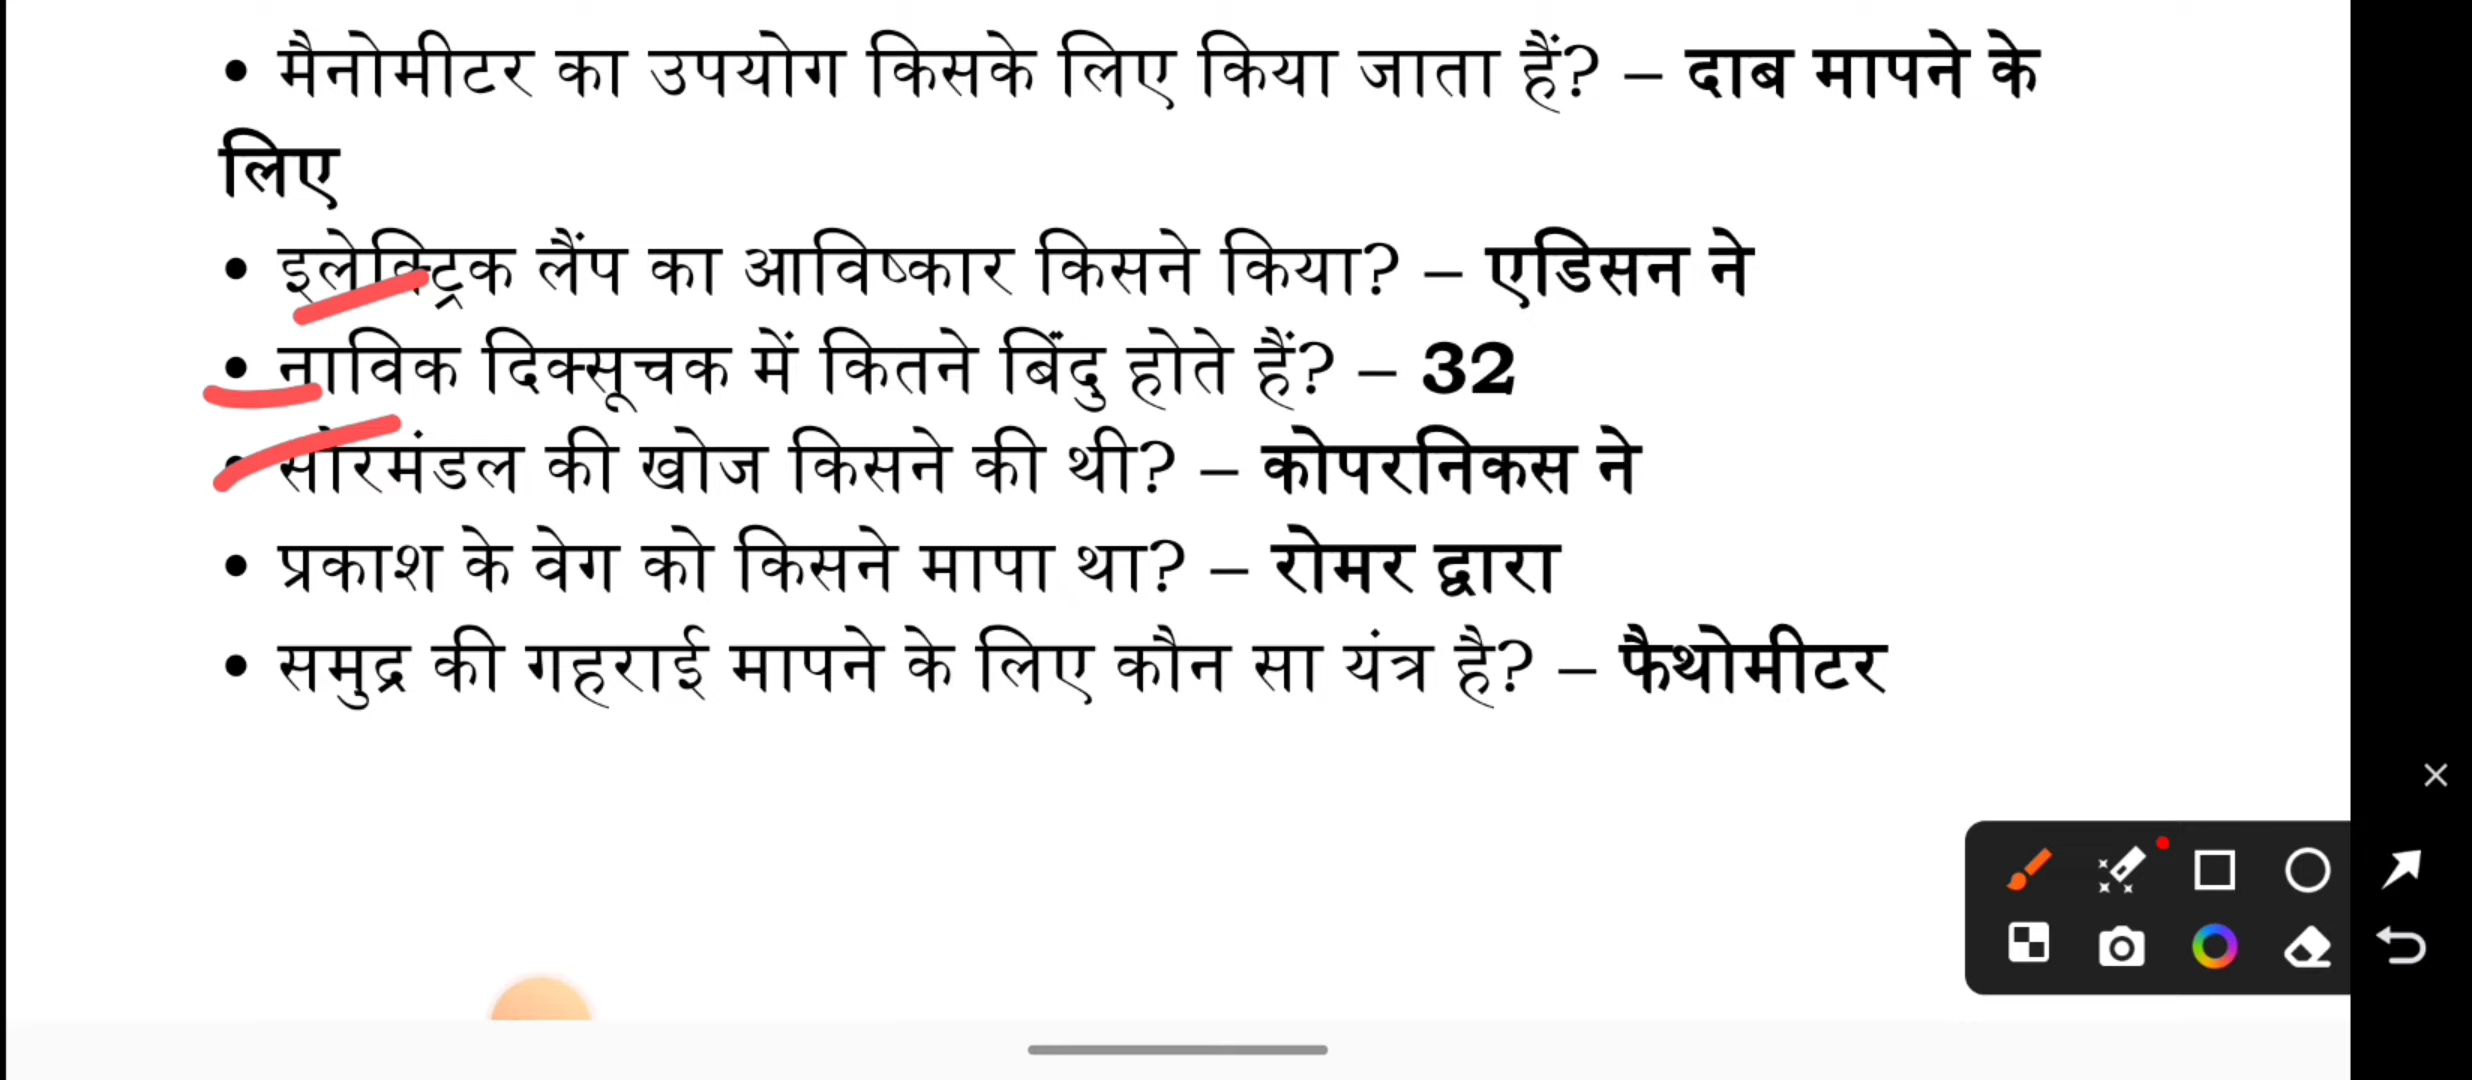 • मैनोमीटर का उपयोग किसके लिए किया जाता हैं? – दाब मापने के
लिए
• इलेक्ट्रिक लैंप का आविष्कार किसने किया? – एडिसन ने
• नाविक दिक्सूचक में कितने बिंदु होते हैं? – 32
• सौरमंडल की खोज किसने की थी? – कोपरनिकस ने
• प्रकाश के वेग को किसने मापा था? – रोमर द्वारा
• समुद्र की गहराई मापने के लिए कौन सा यंत्र है? – फैथोमीटर